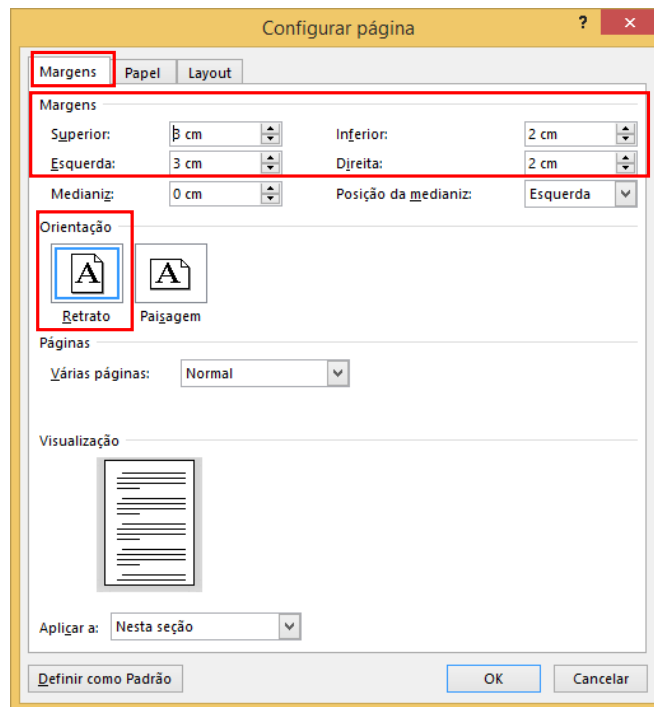 Configurar página ? ×
Margens Papel Layout
Margens
Superior: 3 cm Inferior: 2 cm
Esquerda: 3 cm Direita: 2 cm
Medianiz: 0 cm Posição da medianiz: Esquerda
Orientação
A A
Retrato Paisagem
Páginas
Várias páginas: Normal
Visualização
Aplicar a: Nesta seção
Definir como Padrão OK Cancelar